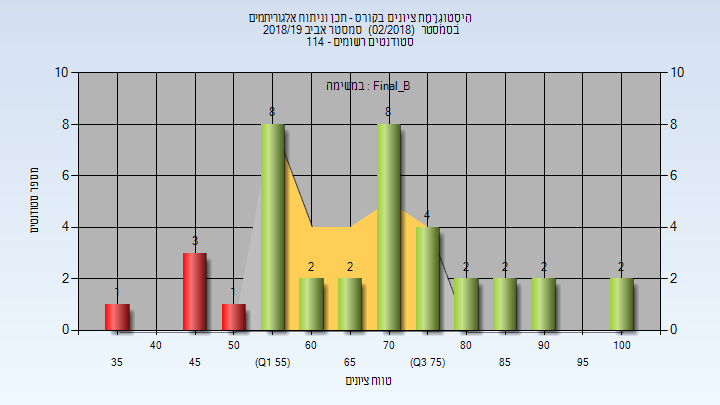 היסטוגרמת ציונים בקורס - תכן וניתוח אלגוריתמים
בסמסטר (02/2018) סמסטר אביב 2018/19
סטודנטים רשומים - 114
במשימה : Final_B
מספר סטודנטים
10 10
8 8
6 6
4 4
2 2
0 0
1 3 1 8 2 2 8 4 2 2 2 2
40 50 60 70 80 90 100
35 45 (Q1 55) 65 (Q3 75) 85 95
טווח ציונים